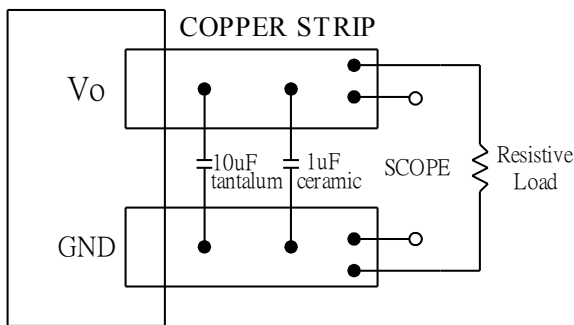 COPPER STRIP
Vo
10uF
tantalum
1uF
ceramic
SCOPE
Resistive
Load
GND